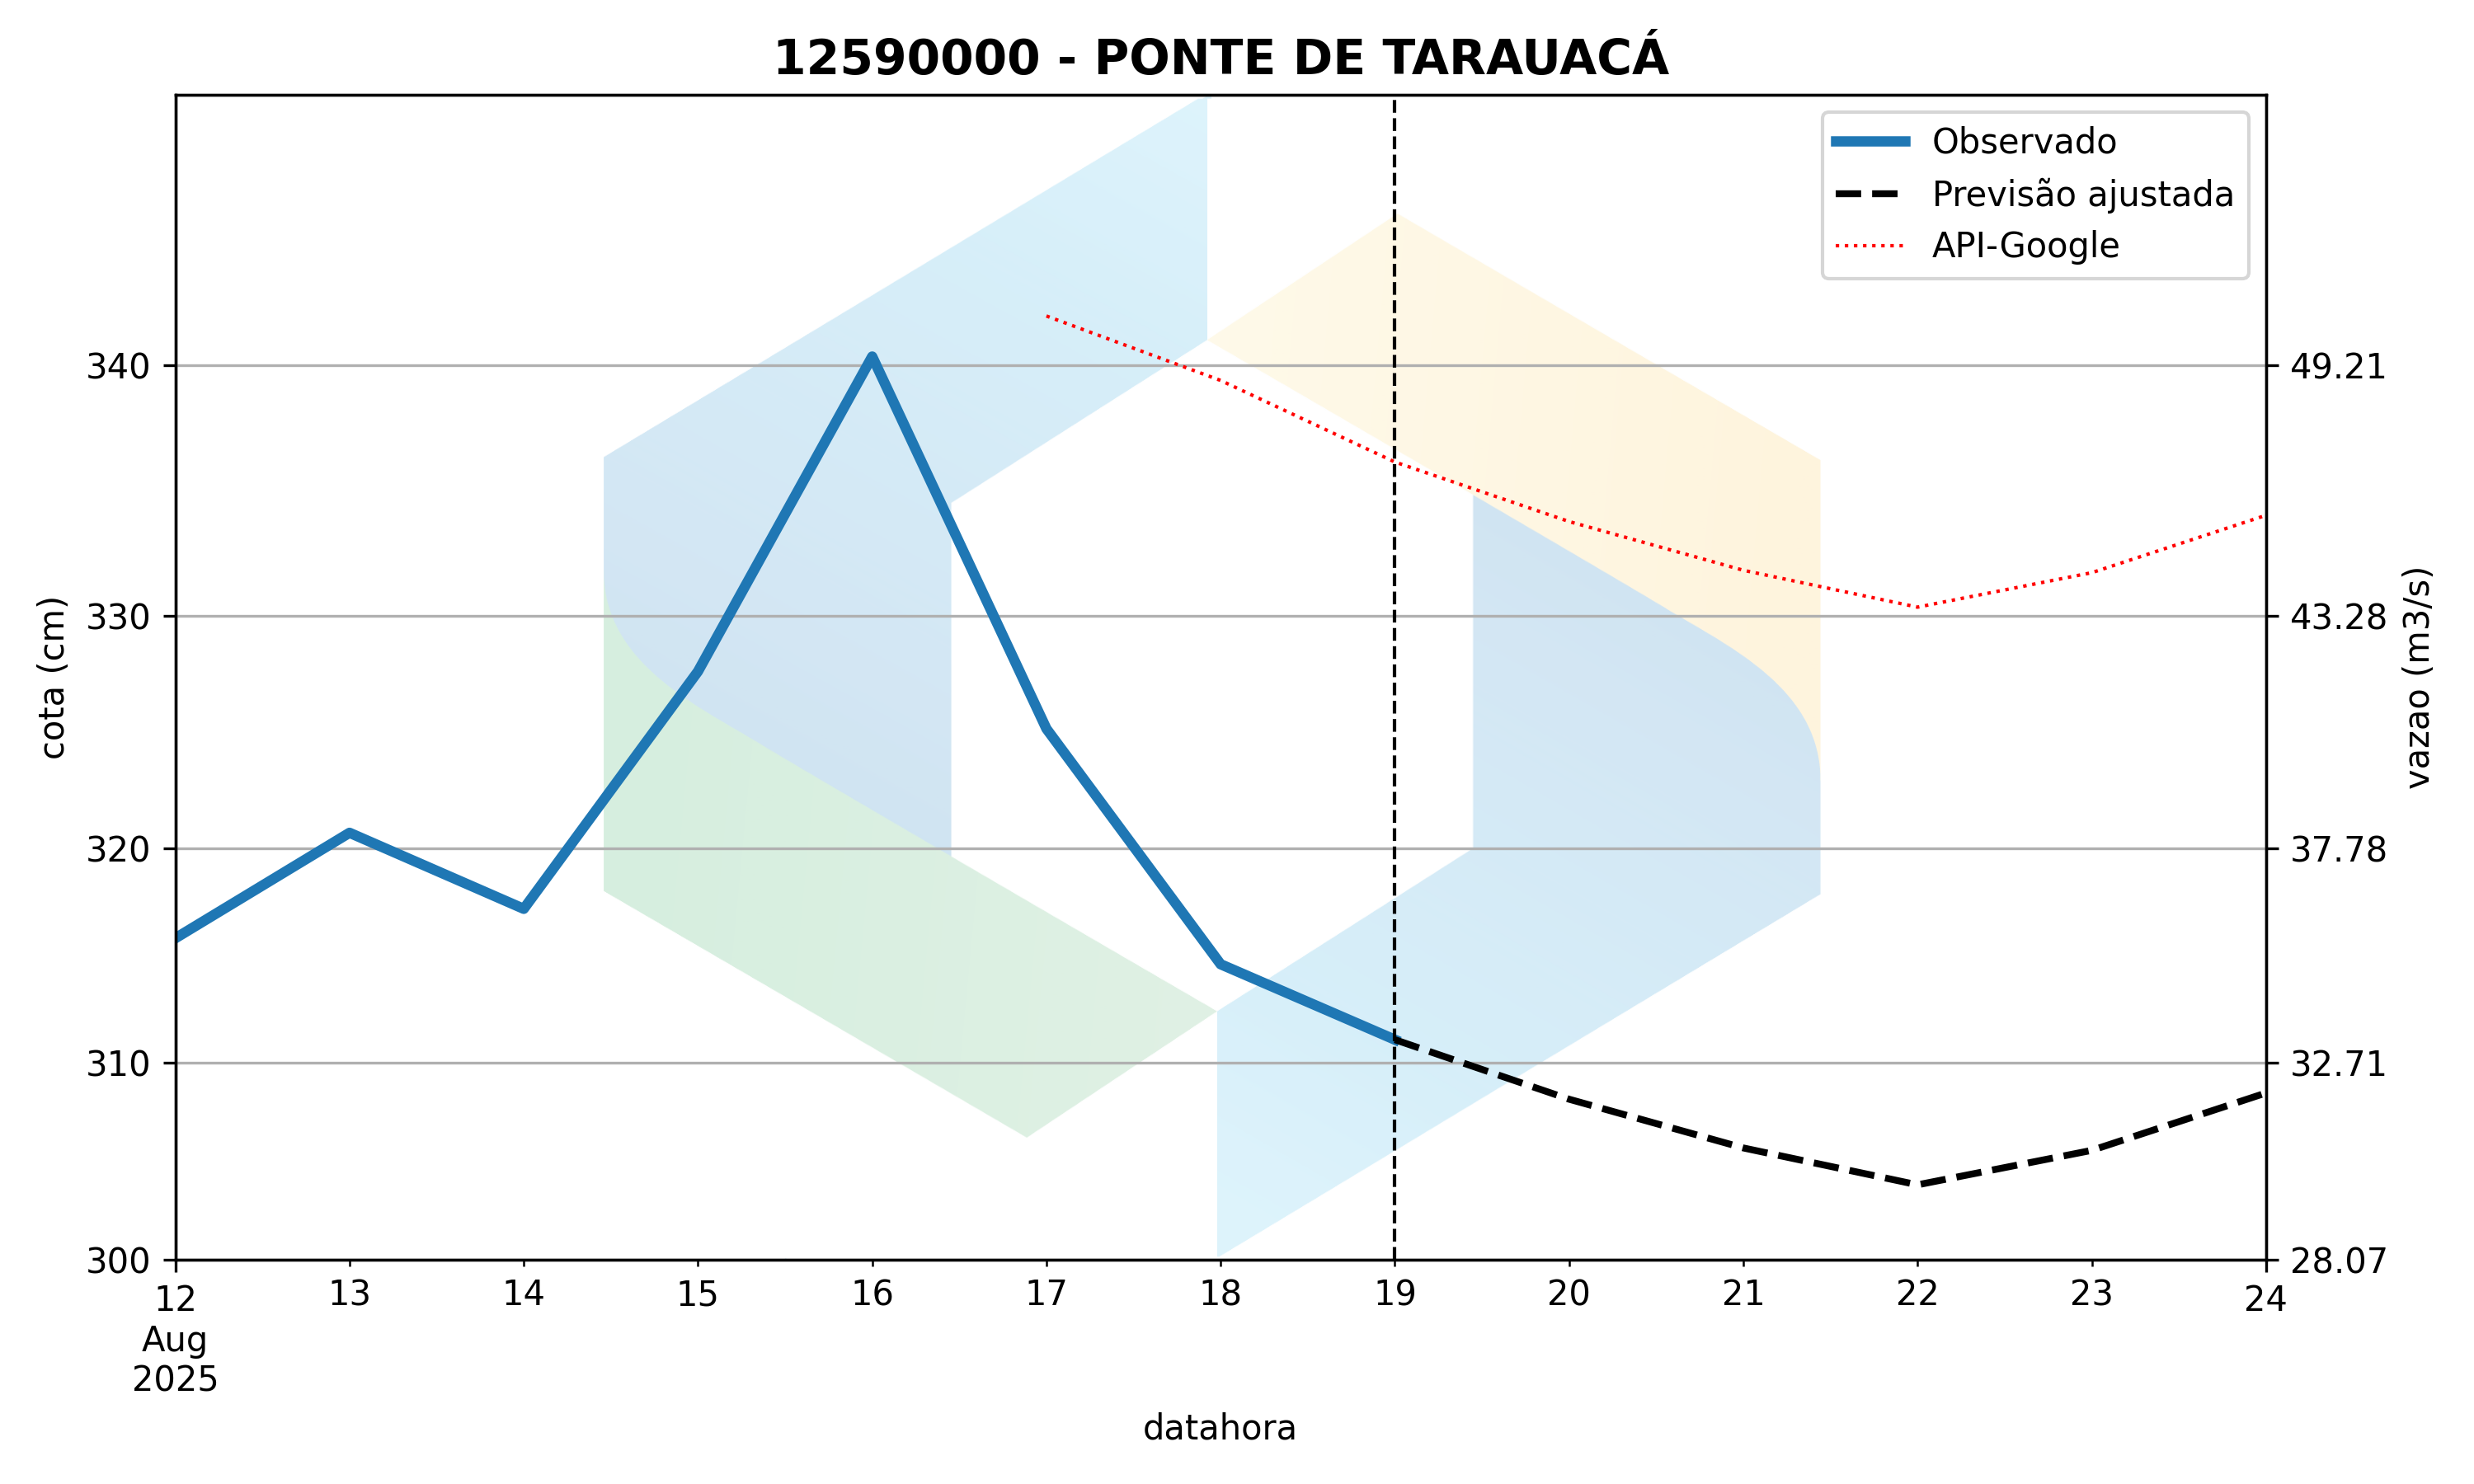 12590000 - PONTE DE TARAUACÁ
Observado
Previsão ajustada
API-Google
cota (cm)
340
330
320
310
300
vazao (m3/s)
49.21
43.28
37.78
32.71
28.07
12 13 14 15 16 17 18 19 20 21 22 23 24
Aug
2025
datahora